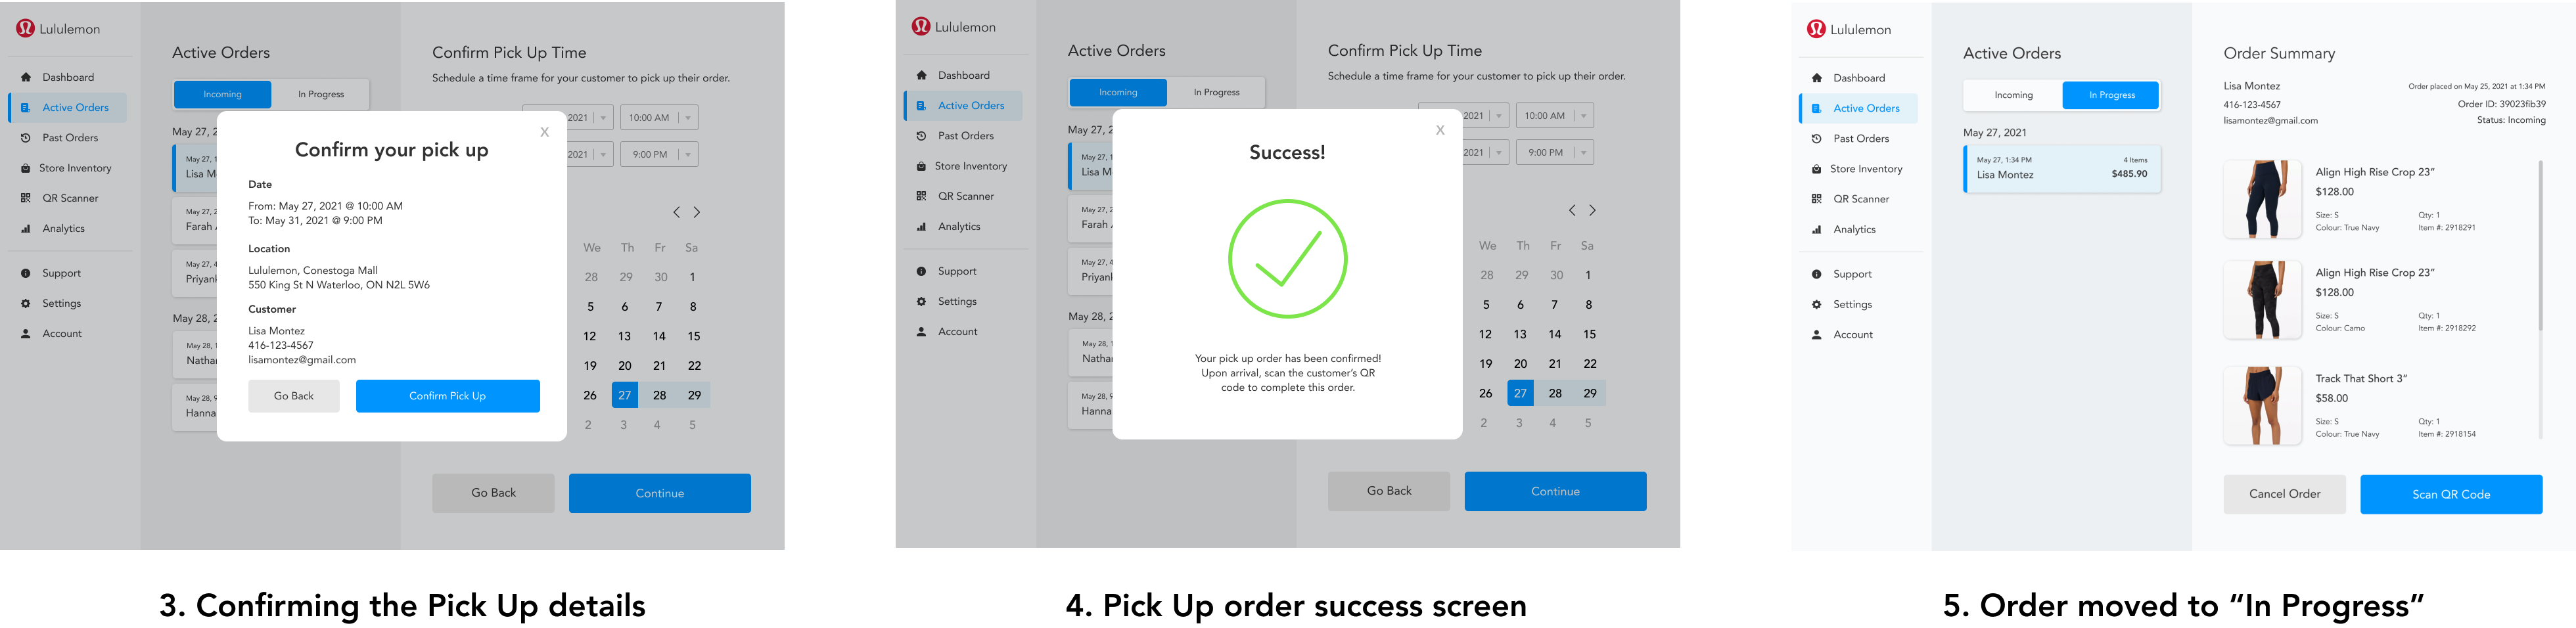 Lululemon
Dashboard
Active Orders
Past Orders
Store Inventory
QR Scanner
Analytics
Support
Settings
Account
Active Orders
Incoming
In Progress
May 27, 2
May 27, 1
Lisa M
May 27, 2
Farah
May 27, 4
Priyan
May 28, 2
May 28, 1
Natha
May 28, 9
Hanna
Confirm Pick Up Time
Schedule a time frame for your customer to pick up their order.
2021
10:00 AM
2021
9:00 PM
We Th Fr Sa
28 29 30 1
5 6 7 8
12 13 14 15
19 20 21 22
26 27 28 29
2 3 4 5
Go Back
Continue
X
Confirm your pick up
Date
From: May 27, 2021 @ 10:00 AM
To: May 31, 2021 @ 9:00 PM
Location
Lululemon, Conestoga Mall
550 King St N Waterloo, ON N2L 5W6
Customer
Lisa Montez
416-123-4567
lisamontez@gmail.com
Go Back
Confirm Pick Up
3. Confirming the Pick Up details
Lululemon
Dashboard
Active Orders
Past Orders
Store Inventory
QR Scanner
Analytics
Support
Settings
Account
Active Orders
Incoming
In Progress
May 27, 2
May 27, 1
Lisa M
May 27, 2
Farah
May 27, 4
Priyan
May 28, 2
May 28, 1
Natha
May 28, 9
Hanna
Confirm Pick Up Time
Schedule a time frame for your customer to pick up their order.
2021
10:00 AM
2021
9:00 PM
We Th Fr Sa
28 29 30 1
5 6 7 8
12 13 14 15
19 20 21 22
26 27 28 29
2 3 4 5
Go Back
Continue
X
Success!
Your pick up order has been confirmed!
Upon arrival, scan the customer's QR
code to complete this order.
4. Pick Up order success screen
Lululemon
Dashboard
Active Orders
Past Orders
Store Inventory
QR Scanner
Analytics
Support
Settings
Account
Active Orders
Incoming
In Progress
May 27, 2021
May 27, 1:34 PM
4 Items
Lisa Montez
$485.90
Order Summary
Lisa Montez
Order placed on May 25, 2021 at 1:34 PM
416-123-4567
Order ID: 39023fib39
lisamontez@gmail.com
Status: Incoming
Align High Rise Crop 23"
$128.00
Size: S
Qty: 1
Colour: True Navy
Item #: 2918291
Align High Rise Crop 23"
$128.00
Size: S
Qty: 1
Colour: Camo
Item #: 2918292
Track That Short 3"
$58.00
Size: S
Qty: 1
Colour: True Navy
Item #: 2918154
Cancel Order
Scan QR Code
5. Order moved to “In Progress”